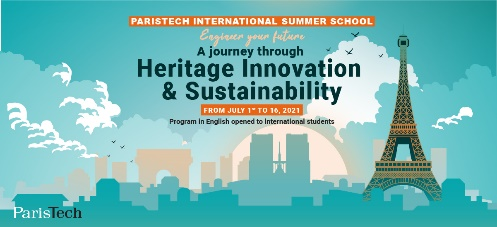 PARISTECH INTERNATIONAL SUMMER SCHOOL
Engineer your future
A journey through
Heritage Innovation
& Sustainability
FROM JULY 1ST TO 16, 2021
Program in English opened to international students
ParisTech